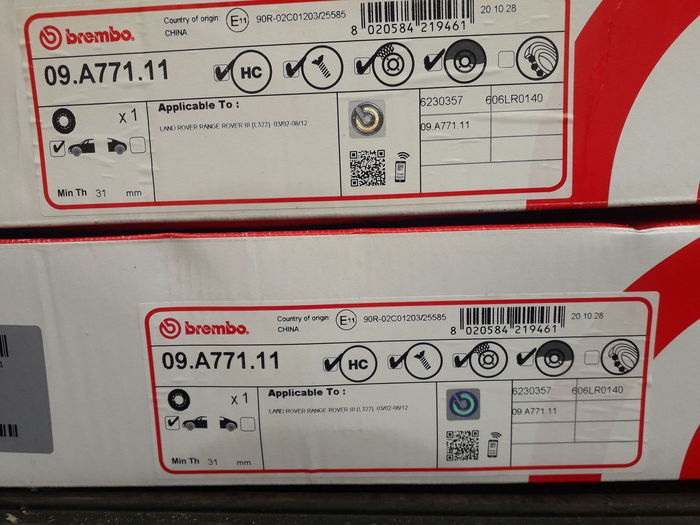 brembo.
Country of origin:
CHINA
E11
90R-02C01203/25585
8 020584 219461
20 10 28
09.A771.11
HC
x 1
Applicable To :
LAND ROVER RANGE ROVER III (L322) 03/02-08/12
Min Th 31 mm
6230357 606LR0140
09.A771.11
brembo.
Country of origin:
CHINA
E11
90R-02C01203/25585
8 020584 219461
20 10 28
09.A771.11
HC
x 1
Applicable To :
LAND ROVER RANGE ROVER III (L322) 03/02-08/12
Min Th 31 mm
6230357 606LR0140
09.A771.11